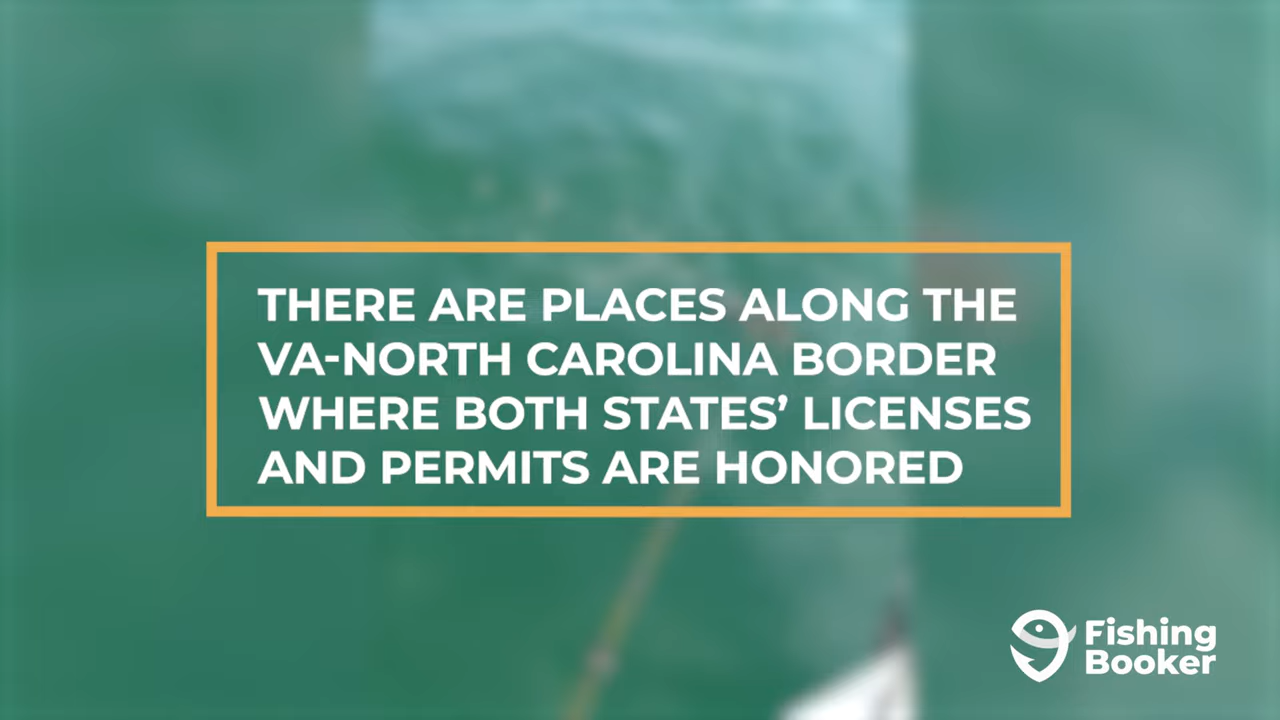 THERE ARE PLACES ALONG THE
VA-NORTH CAROLINA BORDER
WHERE BOTH STATES’ LICENSES
AND PERMITS ARE HONORED
Fishing
Booker